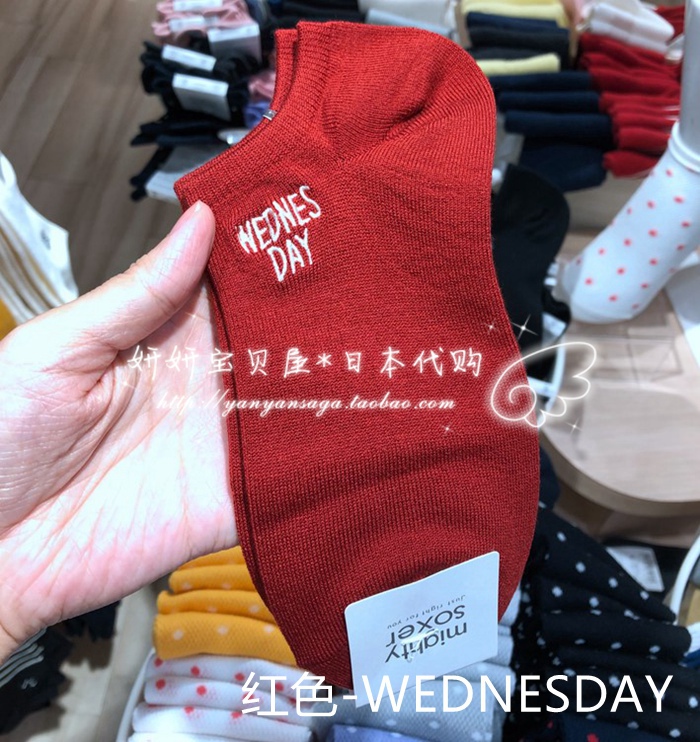 WEDNES
DAY
妍妍宝贝屋*日本代购
http://yanyansaga.taobao.com
mighty
soxer
Just right for you
红色-WEDNESDAY